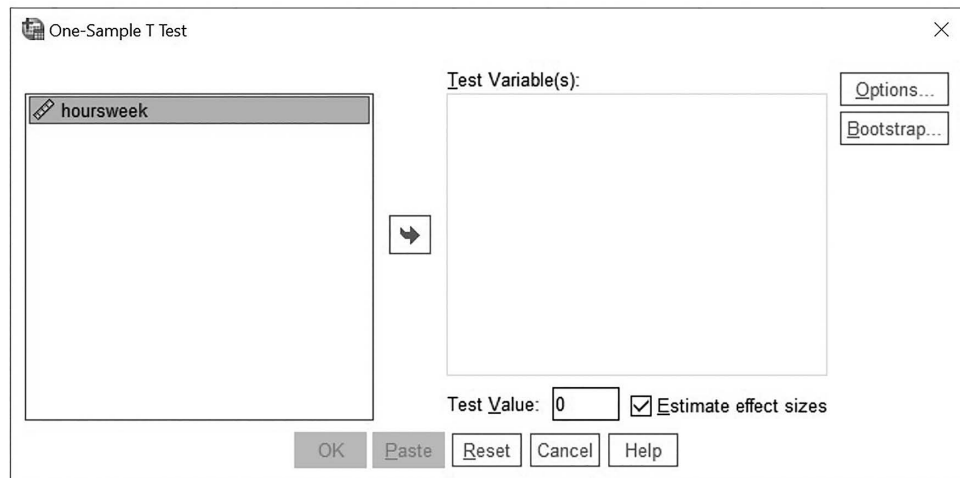 One-Sample T Test
hoursweek
Test Variable(s):
Options...
Bootstrap...
Test Value: 0 Estimate effect sizes
OK Paste Reset Cancel Help